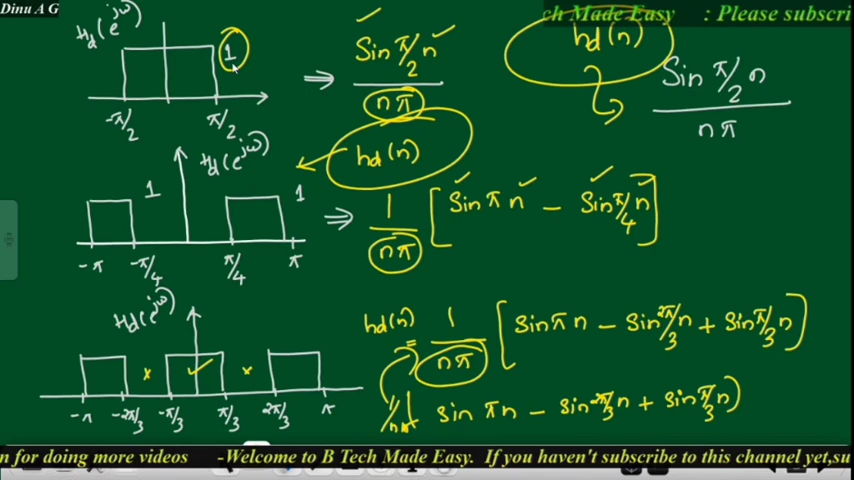 Dinu A G
ch Made Easy : Please subscri
Hd(e^jω)
1
-π/2
π/2
⇒ Sin π/2 n / nπ
hd(n)
Sin π/2 n / nπ
hd(n)
Hd(e^jω)
1
1
-π
-π/4
π/4
π
⇒ 1/nπ [Sin π n - Sin π/4 n]
Hd(e^jω)
-π
-2π/3
-π/3
π/3
2π/3
π
hd(n) = 1/nπ [Sin π n - Sin 2π/3 n + Sin π/3 n]
Sin πn - Sin 2π/3 n + Sin π/3 n)
n for doing more videos -Welcome to B Tech Made Easy. If you haven't subscribe to this channel yet,su